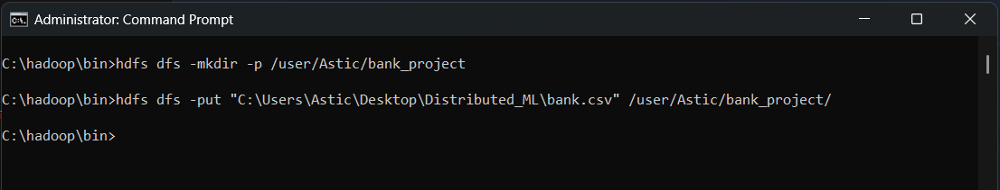 Administrator: Command Prompt
C:\hadoop\bin>hdfs dfs -mkdir -p /user/Astic/bank_project
C:\hadoop\bin>hdfs dfs -put "C:\Users\Astic\Desktop\Distributed_ML\bank.csv" /user/Astic/bank_project/
C:\hadoop\bin>